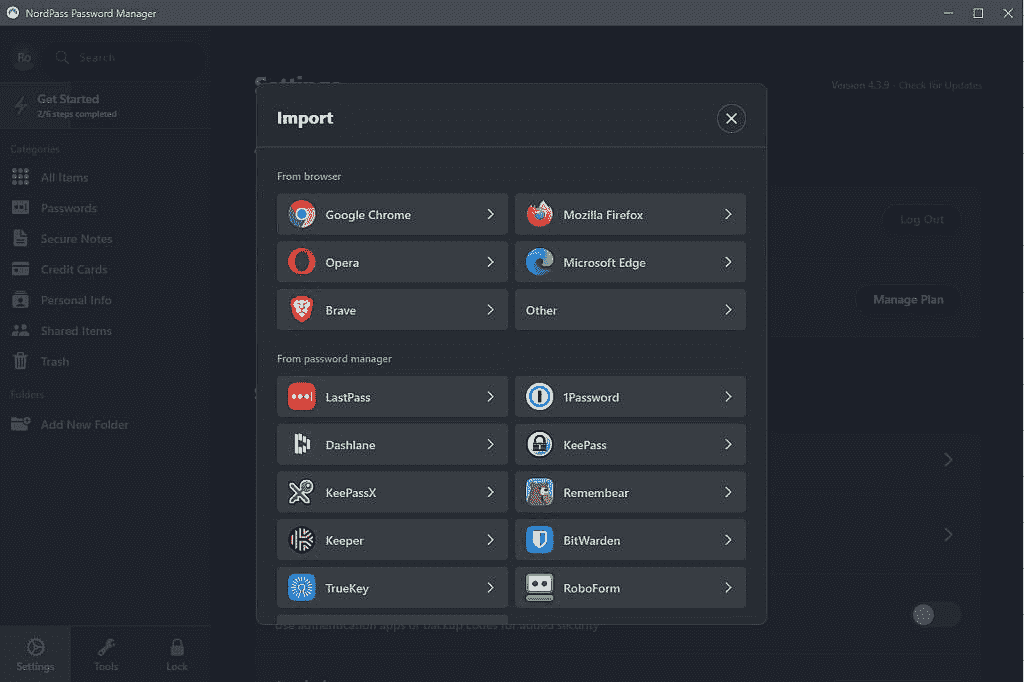 NordPass Password Manager
Ro
Search
Get Started
2/6 steps completed
Categories
All Items
Passwords
Secure Notes
Credit Cards
Personal Info
Shared Items
Trash
Folders
Add New Folder
Settings
Tools
Lock
Settings
Version 4.3.9 Check for Updates
Log Out
Manage Plan
Import
From browser
Google Chrome
Mozilla Firefox
Opera
Microsoft Edge
Brave
Other
From password manager
LastPass
1Password
Dashlane
KeePass
KeePassX
Remembear
Keeper
BitWarden
TrueKey
RoboForm
Use authentication apps or backup codes for added security